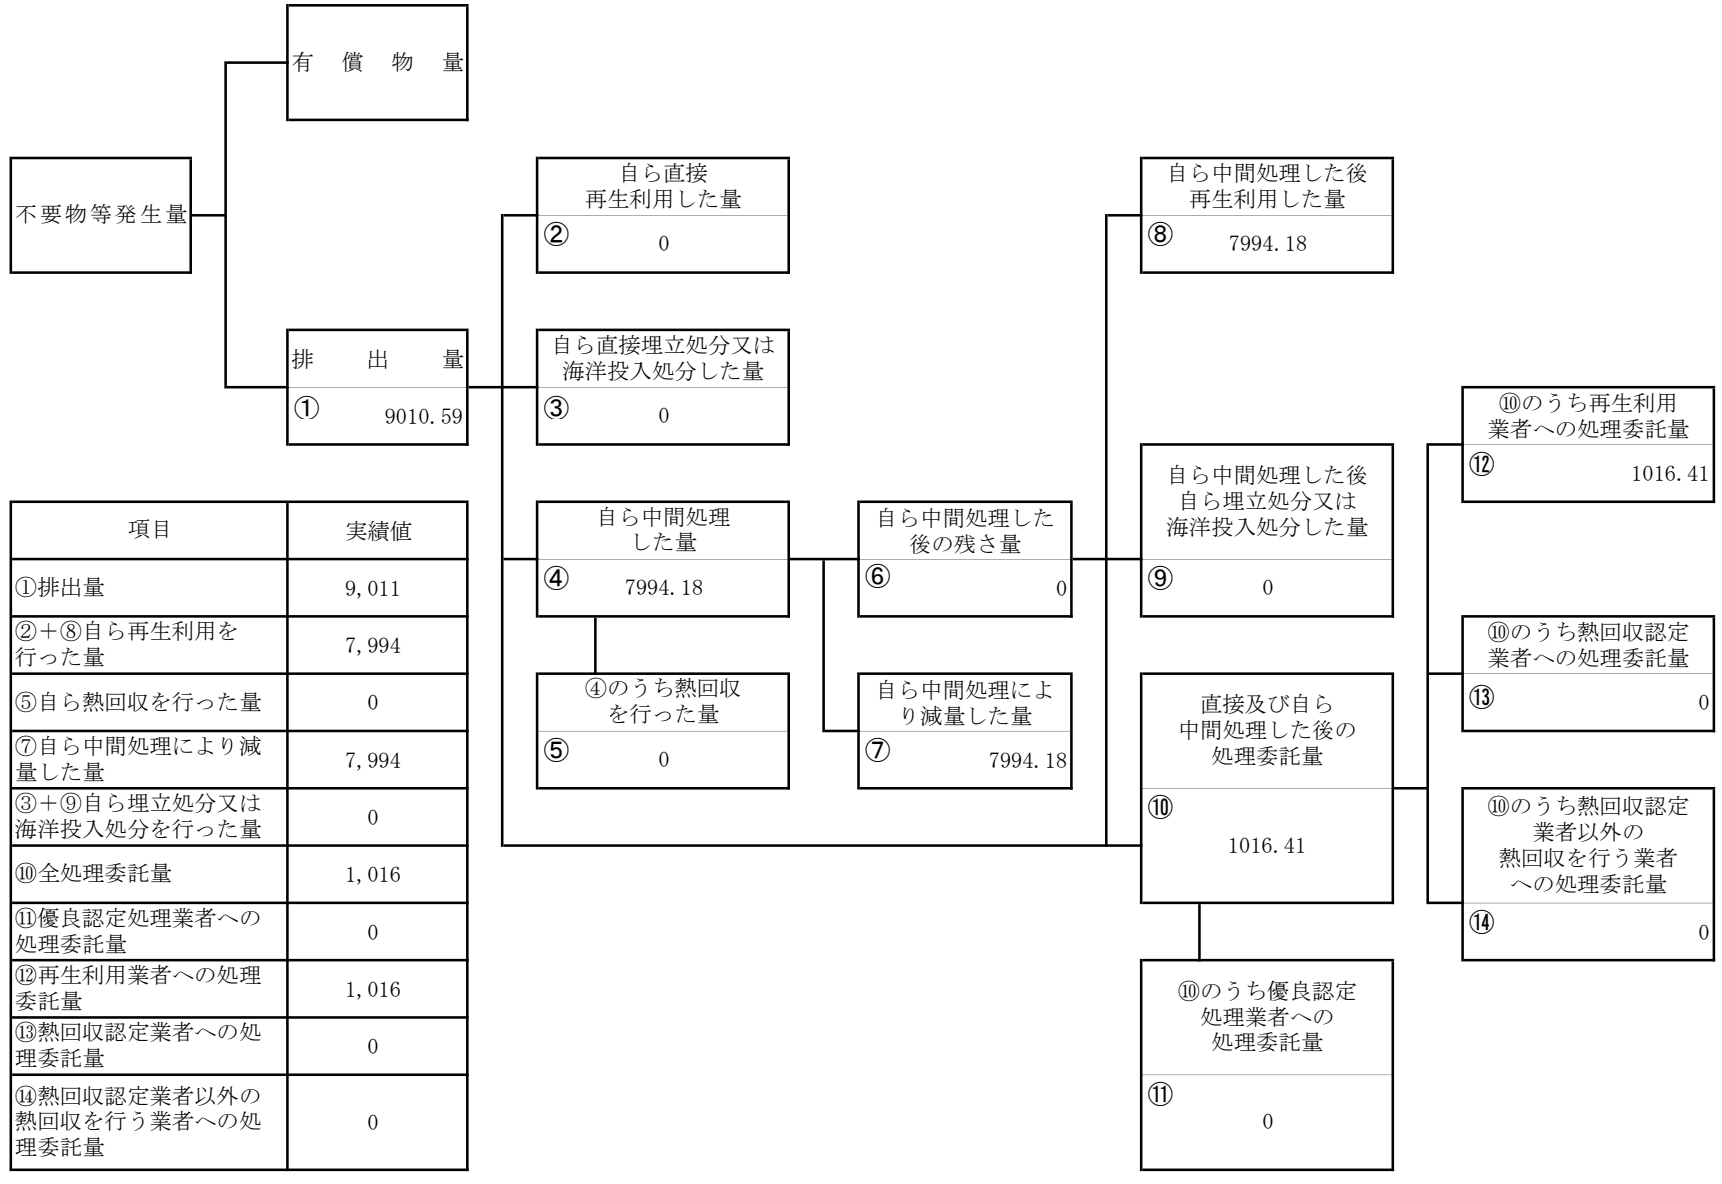 有償物量
不要物等発生量
排出量
① 9010.59
自ら直接
再生利用した量
② 0
自ら直接埋立処分又は
海洋投入処分した量
③ 0
自ら中間処理
した量
④ 7994.18
④のうち熱回収
を行った量
⑤ 0
自ら中間処理した
後の残さ量
⑥ 0
自ら中間処理によ
り減量した量
⑦ 7994.18
自ら中間処理した後
再生利用した量
⑧ 7994.18
自ら中間処理した後
自ら埋立処分又は
海洋投入処分した量
⑨ 0
直接及び自ら
中間処理した後の
処理委託量
⑩
1016.41
⑩のうち優良認定
処理業者への
処理委託量
⑪
0
⑩のうち再生利用
業者への処理委託量
⑫ 1016.41
⑩のうち熱回収認定
業者への処理委託量
⑬ 0
⑩のうち熱回収認定
業者以外の
熱回収を行う業者
への処理委託量
⑭ 0
項目 実績値
①排出量 9,011
②＋⑧自ら再生利用を
行った量 7,994
⑤自ら熱回収を行った量 0
⑦自ら中間処理により減
量した量 7,994
③＋⑨自ら埋立処分又は
海洋投入処分を行った量 0
⑩全処理委託量 1,016
⑪優良認定処理業者への
処理委託量 0
⑫再生利用業者への処理
委託量 1,016
⑬熱回収認定業者への処
理委託量 0
⑭熱回収認定業者以外の
熱回収を行う業者への処 0
理委託量